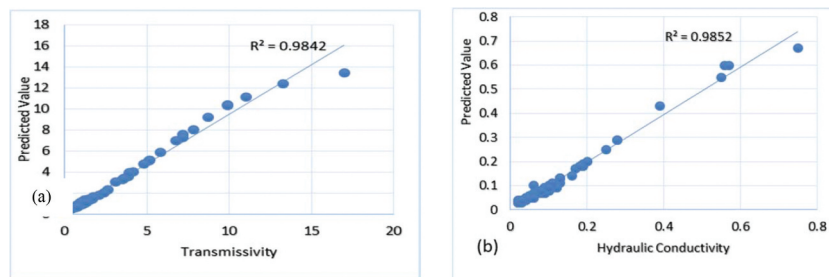 18
16
14
12
10
8
6
4
Predicted Value
R² = 0.9842
(a)
0 5 10 15 20
Transmissivity
0.8
0.7
0.6
0.5
0.4
0.3
0.2
0.1
0
Predicted Value
R² = 0.9852
0 0.2 0.4 0.6 0.8
(b)
Hydraulic Conductivity